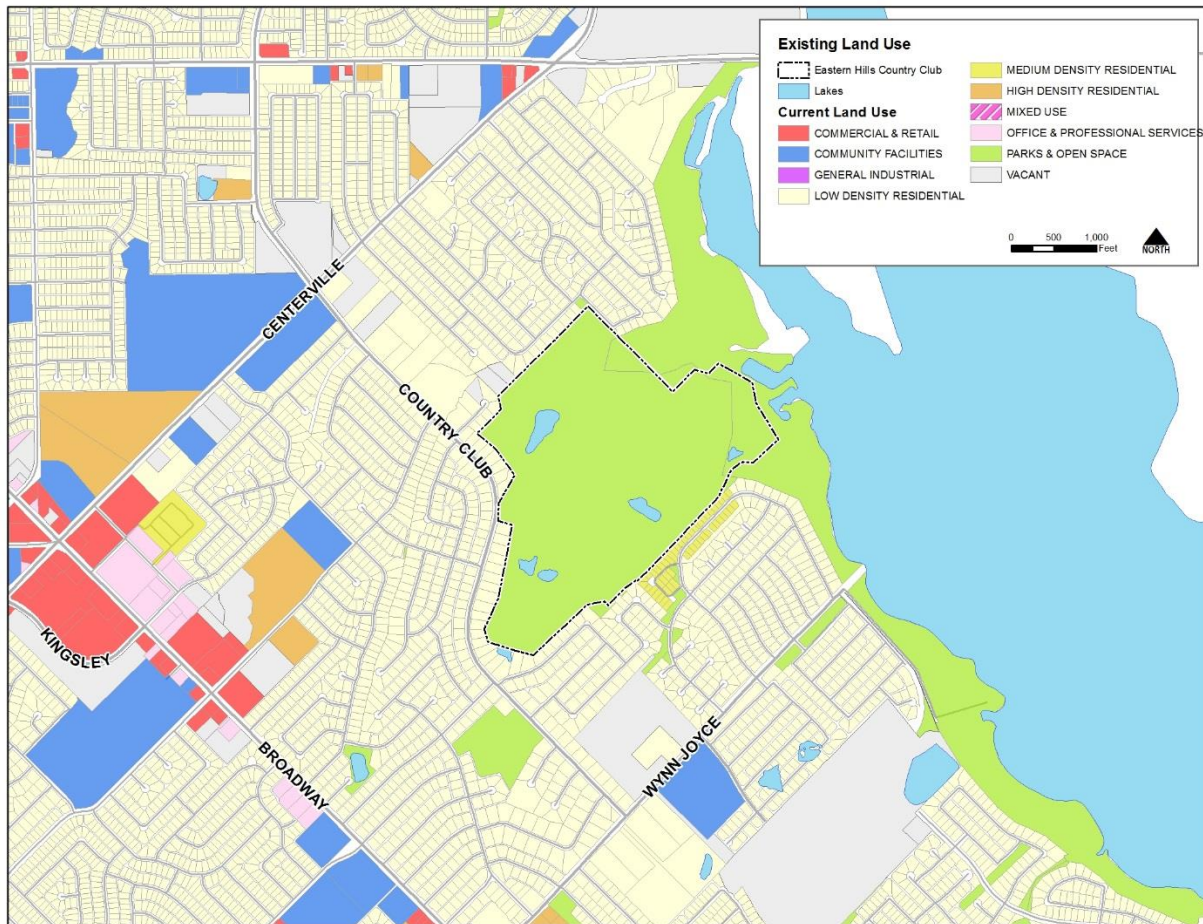 Existing Land Use
Eastern Hills Country Club
Lakes
Current Land Use
COMMERCIAL & RETAIL
COMMUNITY FACILITIES
GENERAL INDUSTRIAL
LOW DENSITY RESIDENTIAL
MEDIUM DENSITY RESIDENTIAL
HIGH DENSITY RESIDENTIAL
MIXED USE
OFFICE & PROFESSIONAL SERVICES
PARKS & OPEN SPACE
VACANT
0 500 1,000
Feet
NORTH
CENTERVILLE
COUNTRY CLUB
KINGSLEY
BROADWAY
WYNN JOYCE